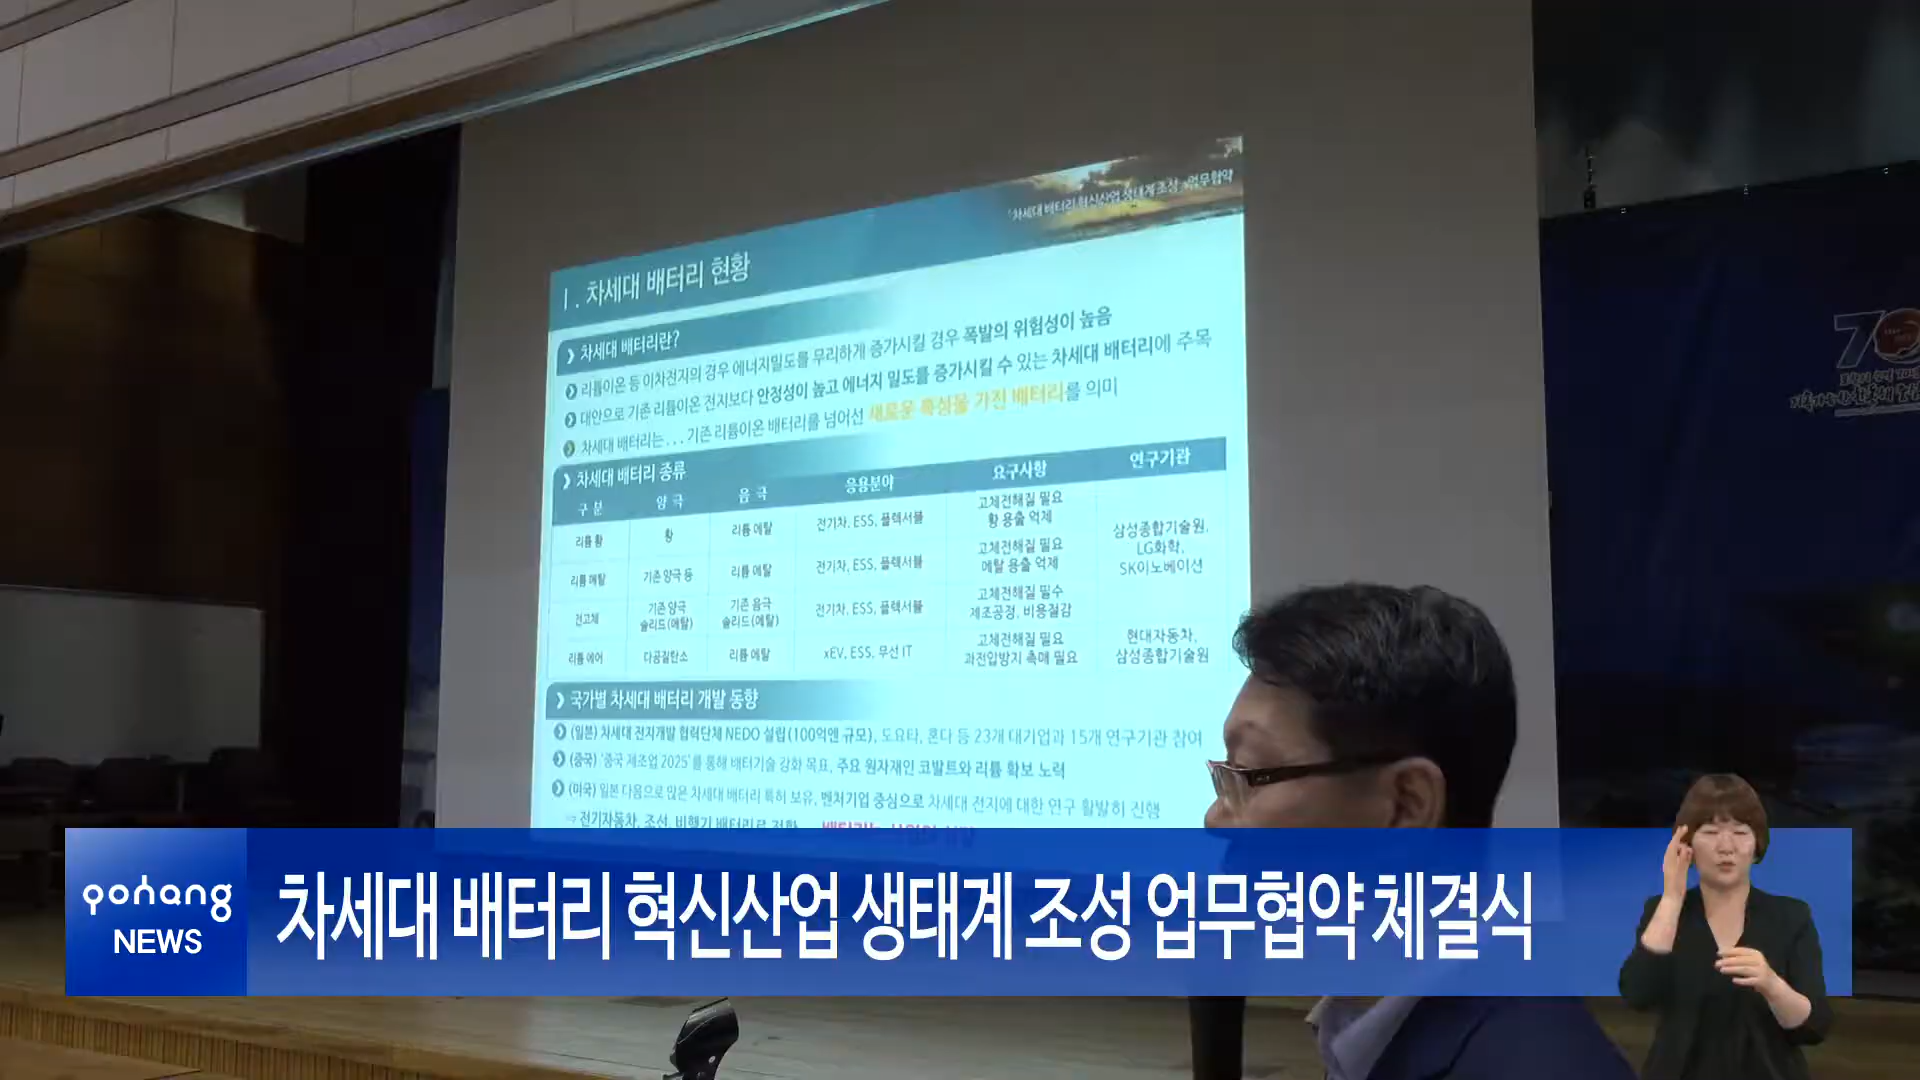 「차세대 배터리 혁신산업 생태계 조성」 업무협약
Ⅰ. 차세대 배터리 현황
차세대 배터리란?
리튬이온 등 이차전지의 경우 에너지밀도를 무리하게 증가시킬 경우 폭발의 위험성이 높음
대안으로 기존 리튬이온 전지보다 안정성이 높고 에너지 밀도를 증가시킬 수 있는 차세대 배터리에 주목
차세대 배터리는 . . . 기존 리튬이온 배터리를 넘어선 새로운 특성을 가진 배터리를 의미
차세대 배터리 종류
구 분 양 극 음 극 응용분야 요구사항 연구기관
리튬 황 황 리튬 메탈 전기차, ESS, 플렉서블 고체전해질 필요
황 용출 억제
리튬 메탈 기존 양극 등 리튬 메탈 전기차, ESS, 플렉서블 고체전해질 필요
메탈 용출 억제
삼성종합기술원,
LG화학,
SK이노베이션
전고체 기존 양극
솔리드(메탈) 기존 음극
솔리드(메탈) 전기차, ESS, 플렉서블 고체전해질 필수
제조공정, 비용절감
리튬 에어 다공질탄소 리튬 메탈 xEV, ESS, 무선 IT 고체전해질 필요
과전압방지 촉매 필요
현대자동차,
삼성종합기술원
국가별 차세대 배터리 개발 동향
(일본) 차세대 전지개발 협력단체 NEDO 설립(100억엔 규모), 도요타, 혼다 등 23개 대기업과 15개 연구기관 참여
(중국) '중국 제조업 2025'를 통해 배터기술 강화 목표, 주요 원자재인 코발트와 리튬 확보 노력
(미국) 일본 다음으로 많은 차세대 배터리 특허 보유, 벤처기업 중심으로 차세대 전지에 대한 연구 활발히 진행
⇒ 전기자동차, 조선, 비행기 배터리로 전환
70
pohang
NEWS
차세대 배터리 혁신산업 생태계 조성 업무협약 체결식